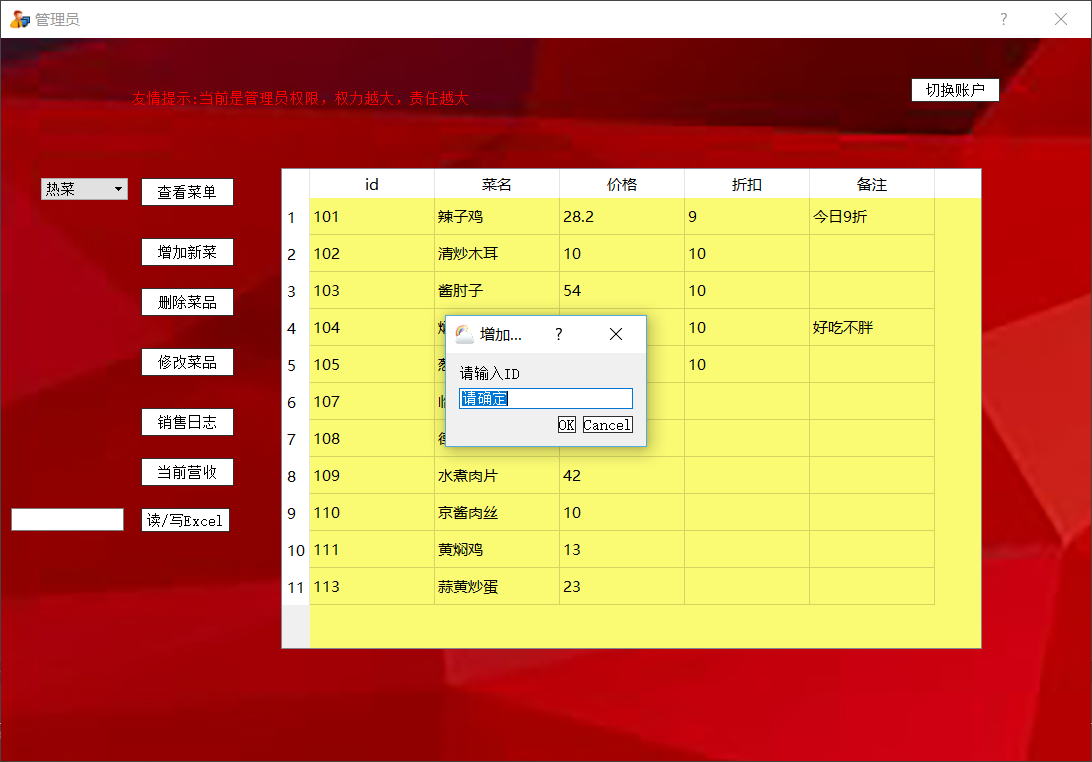 管理员
友情提示:当前是管理员权限，权力越大，责任越大
切换账户
热菜
查看菜单
增加新菜
删除菜品
修改菜品
销售日志
当前营收
读/写Excel
id 菜名 价格 折扣 备注
1 101 辣子鸡 28.2 9 今日9折
2 102 清炒木耳 10 10
3 103 酱肘子 54 10
4 104 10 好吃不胖
5 105 10
6 107
7 108
8 109 水煮肉片 42
9 110 京酱肉丝 10
10 111 黄焖鸡 13
11 113 蒜黄炒蛋 23
增加...
请输入ID
请确定
OK Cancel